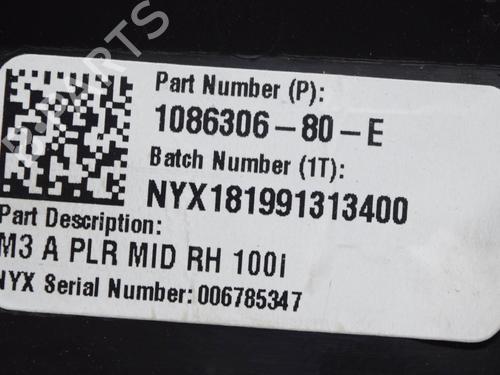 Part Number (P):
1086306-80-E
Batch Number (1T):
NYX181991313400
Part Description:
M3 A PLR MID RH 100i
NYX Serial Number: 006785347